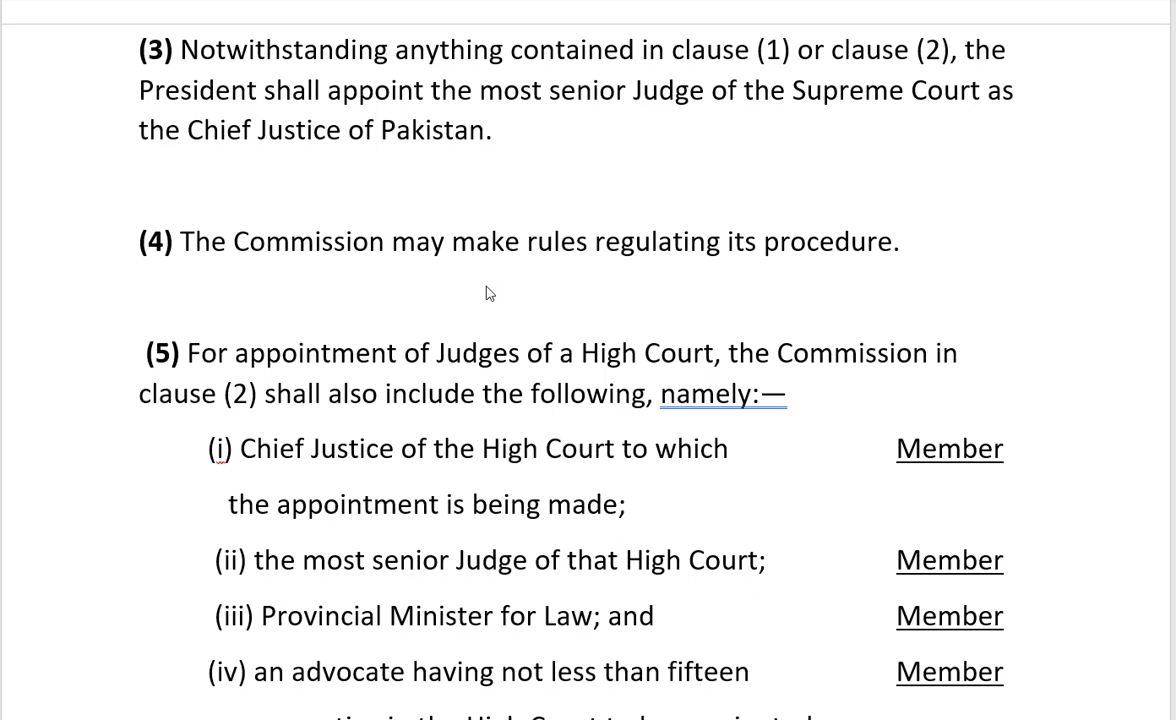 (3) Notwithstanding anything contained in clause (1) or clause (2), the
President shall appoint the most senior Judge of the Supreme Court as
the Chief Justice of Pakistan.
(4) The Commission may make rules regulating its procedure.
(5) For appointment of Judges of a High Court, the Commission in
clause (2) shall also include the following, namely:—
(i) Chief Justice of the High Court to which Member
the appointment is being made;
(ii) the most senior Judge of that High Court; Member
(iii) Provincial Minister for Law; and Member
(iv) an advocate having not less than fifteen Member